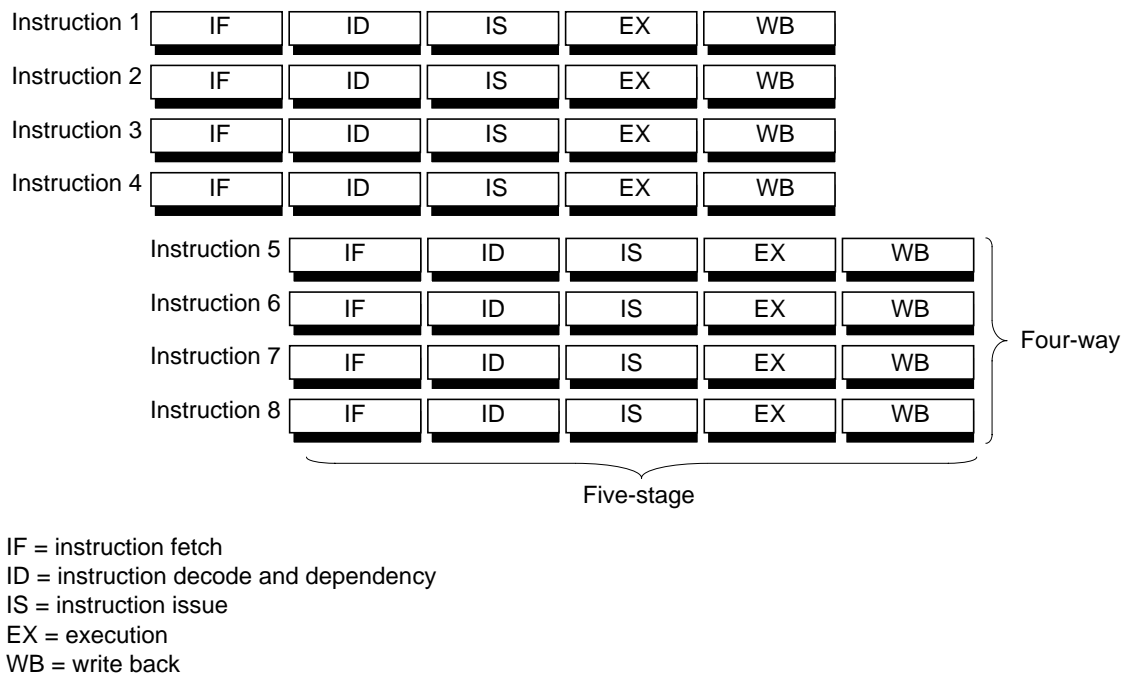 Instruction 1 IF ID IS EX WB
Instruction 2 IF ID IS EX WB
Instruction 3 IF ID IS EX WB
Instruction 4 IF ID IS EX WB
Instruction 5 IF ID IS EX WB
Instruction 6 IF ID IS EX WB
Instruction 7 IF ID IS EX WB
Instruction 8 IF ID IS EX WB
Four-way
Five-stage
IF = instruction fetch
ID = instruction decode and dependency
IS = instruction issue
EX = execution
WB = write back